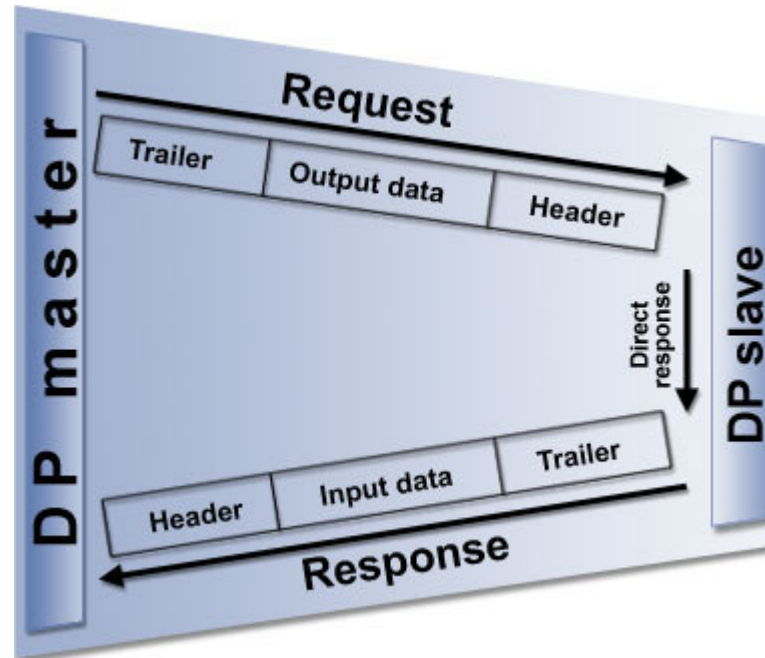 DP master
Request
Trailer
Output data
Header
Direct
response
DP slave
Header
Input data
Trailer
Response